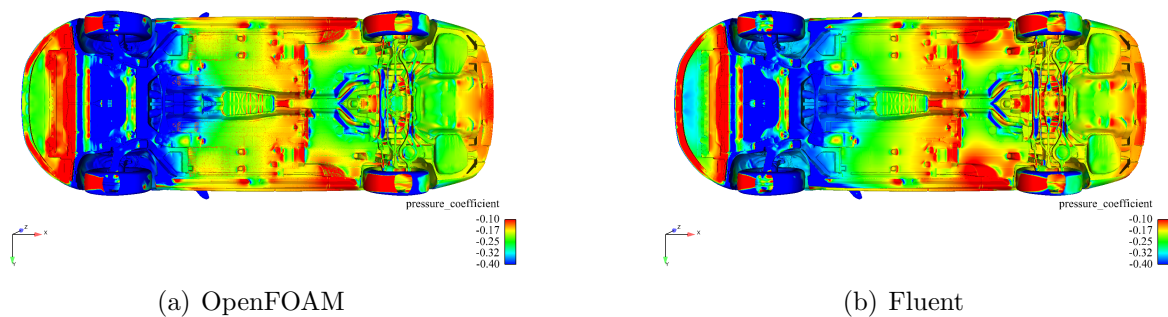 pressure_coefficient
-0.10
-0.17
-0.25
-0.32
-0.40
Z
X
Y
(a) OpenFOAM
pressure_coefficient
-0.10
-0.17
-0.25
-0.32
-0.40
Z
X
Y
(b) Fluent